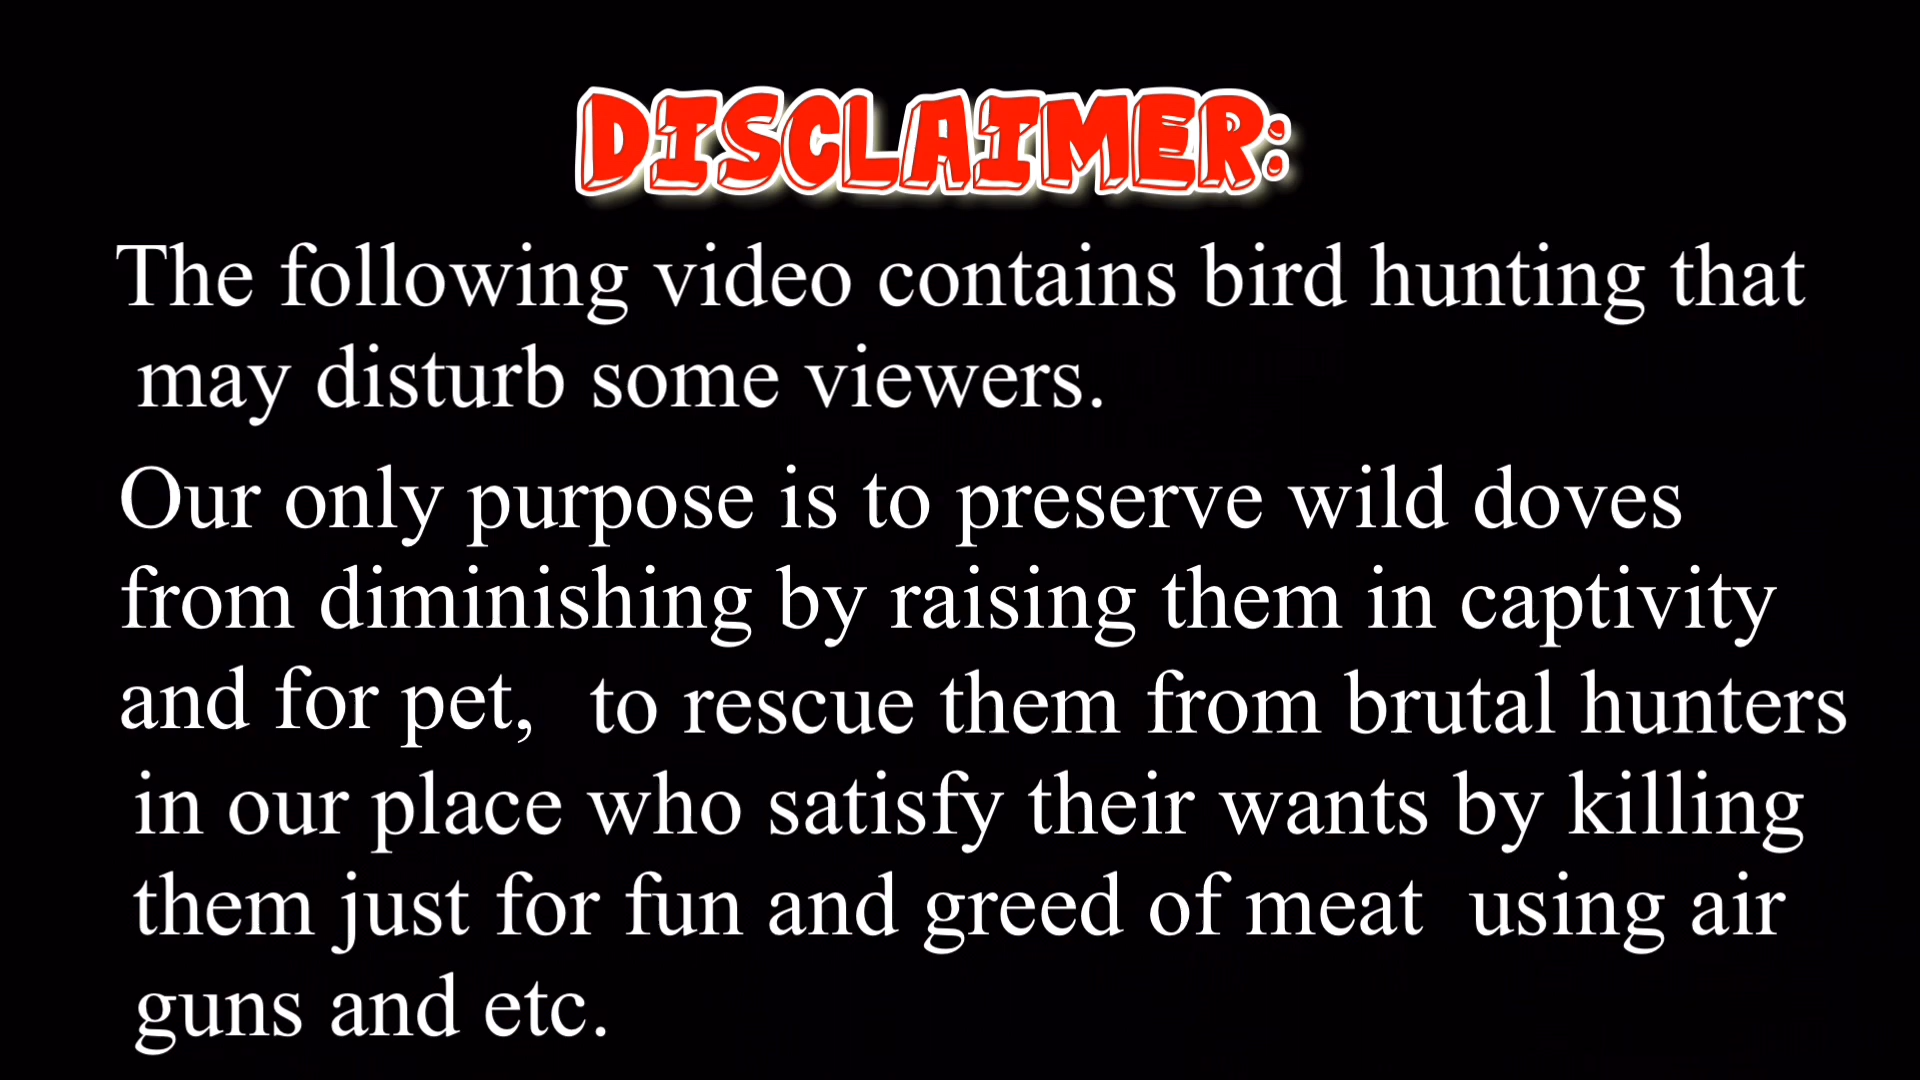 DISCLAIMER:
The following video contains bird hunting that
may disturb some viewers.
Our only purpose is to preserve wild doves
from diminishing by raising them in captivity
and for pet, to rescue them from brutal hunters
in our place who satisfy their wants by killing
them just for fun and greed of meat using air
guns and etc.